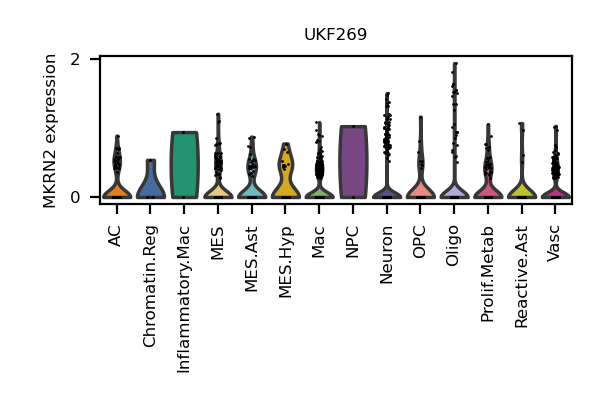 UKF269
MKRN2 expression
2
0
AC
Chromatin.Reg
Inflammatory.Mac
MES
MES.Ast
MES.Hyp
Mac
NPC
Neuron
OPC
Oligo
Prolif.Metab
Reactive.Ast
Vasc